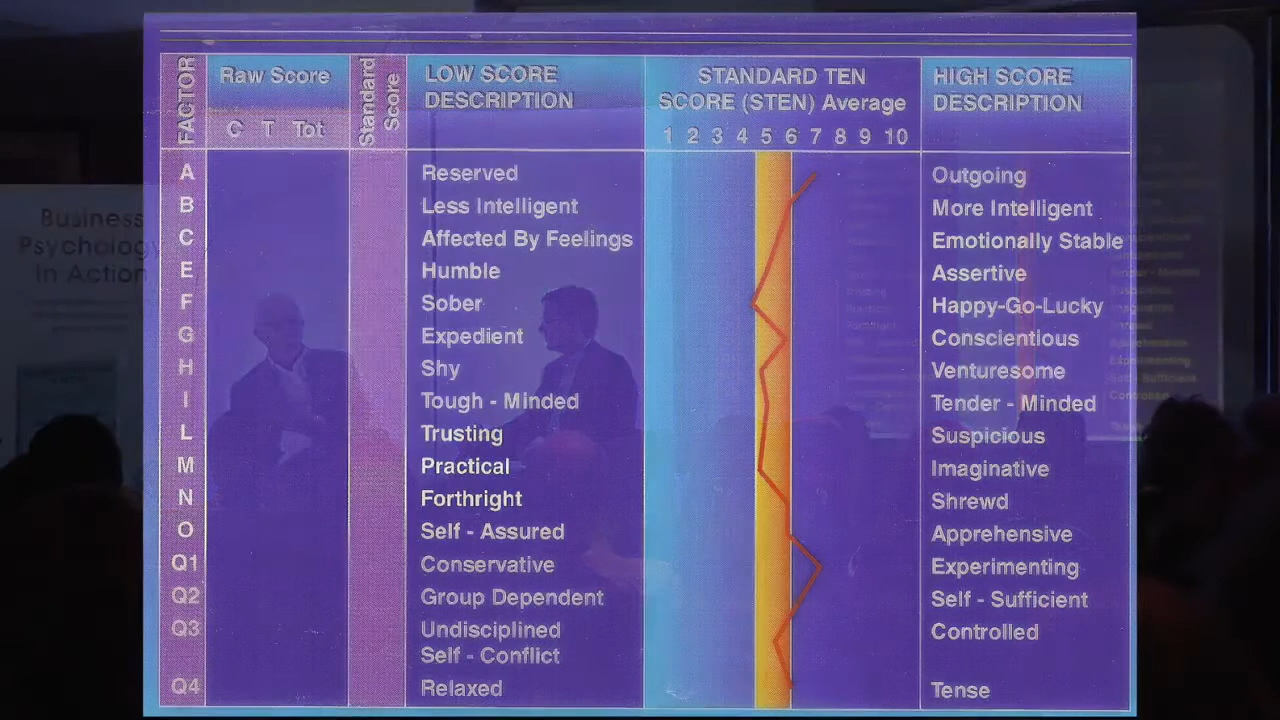 Business
Psychology
In Action
FACTOR
Raw Score
C T Tot
Standard
Score
LOW SCORE
DESCRIPTION
STANDARD TEN
SCORE (STEN) Average
1 2 3 4 5 6 7 8 9 10
HIGH SCORE
DESCRIPTION
A Reserved Outgoing
B Less Intelligent More Intelligent
C Affected By Feelings Emotionally Stable
E Humble Assertive
F Sober Happy-Go-Lucky
G Expedient Conscientious
H Shy Venturesome
I Tough - Minded Tender - Minded
L Trusting Suspicious
M Practical Imaginative
N Forthright Shrewd
O Self - Assured Apprehensive
Q1 Conservative Experimenting
Q2 Group Dependent Self - Sufficient
Q3 Undisciplined Controlled
Self - Conflict
Q4 Relaxed Tense